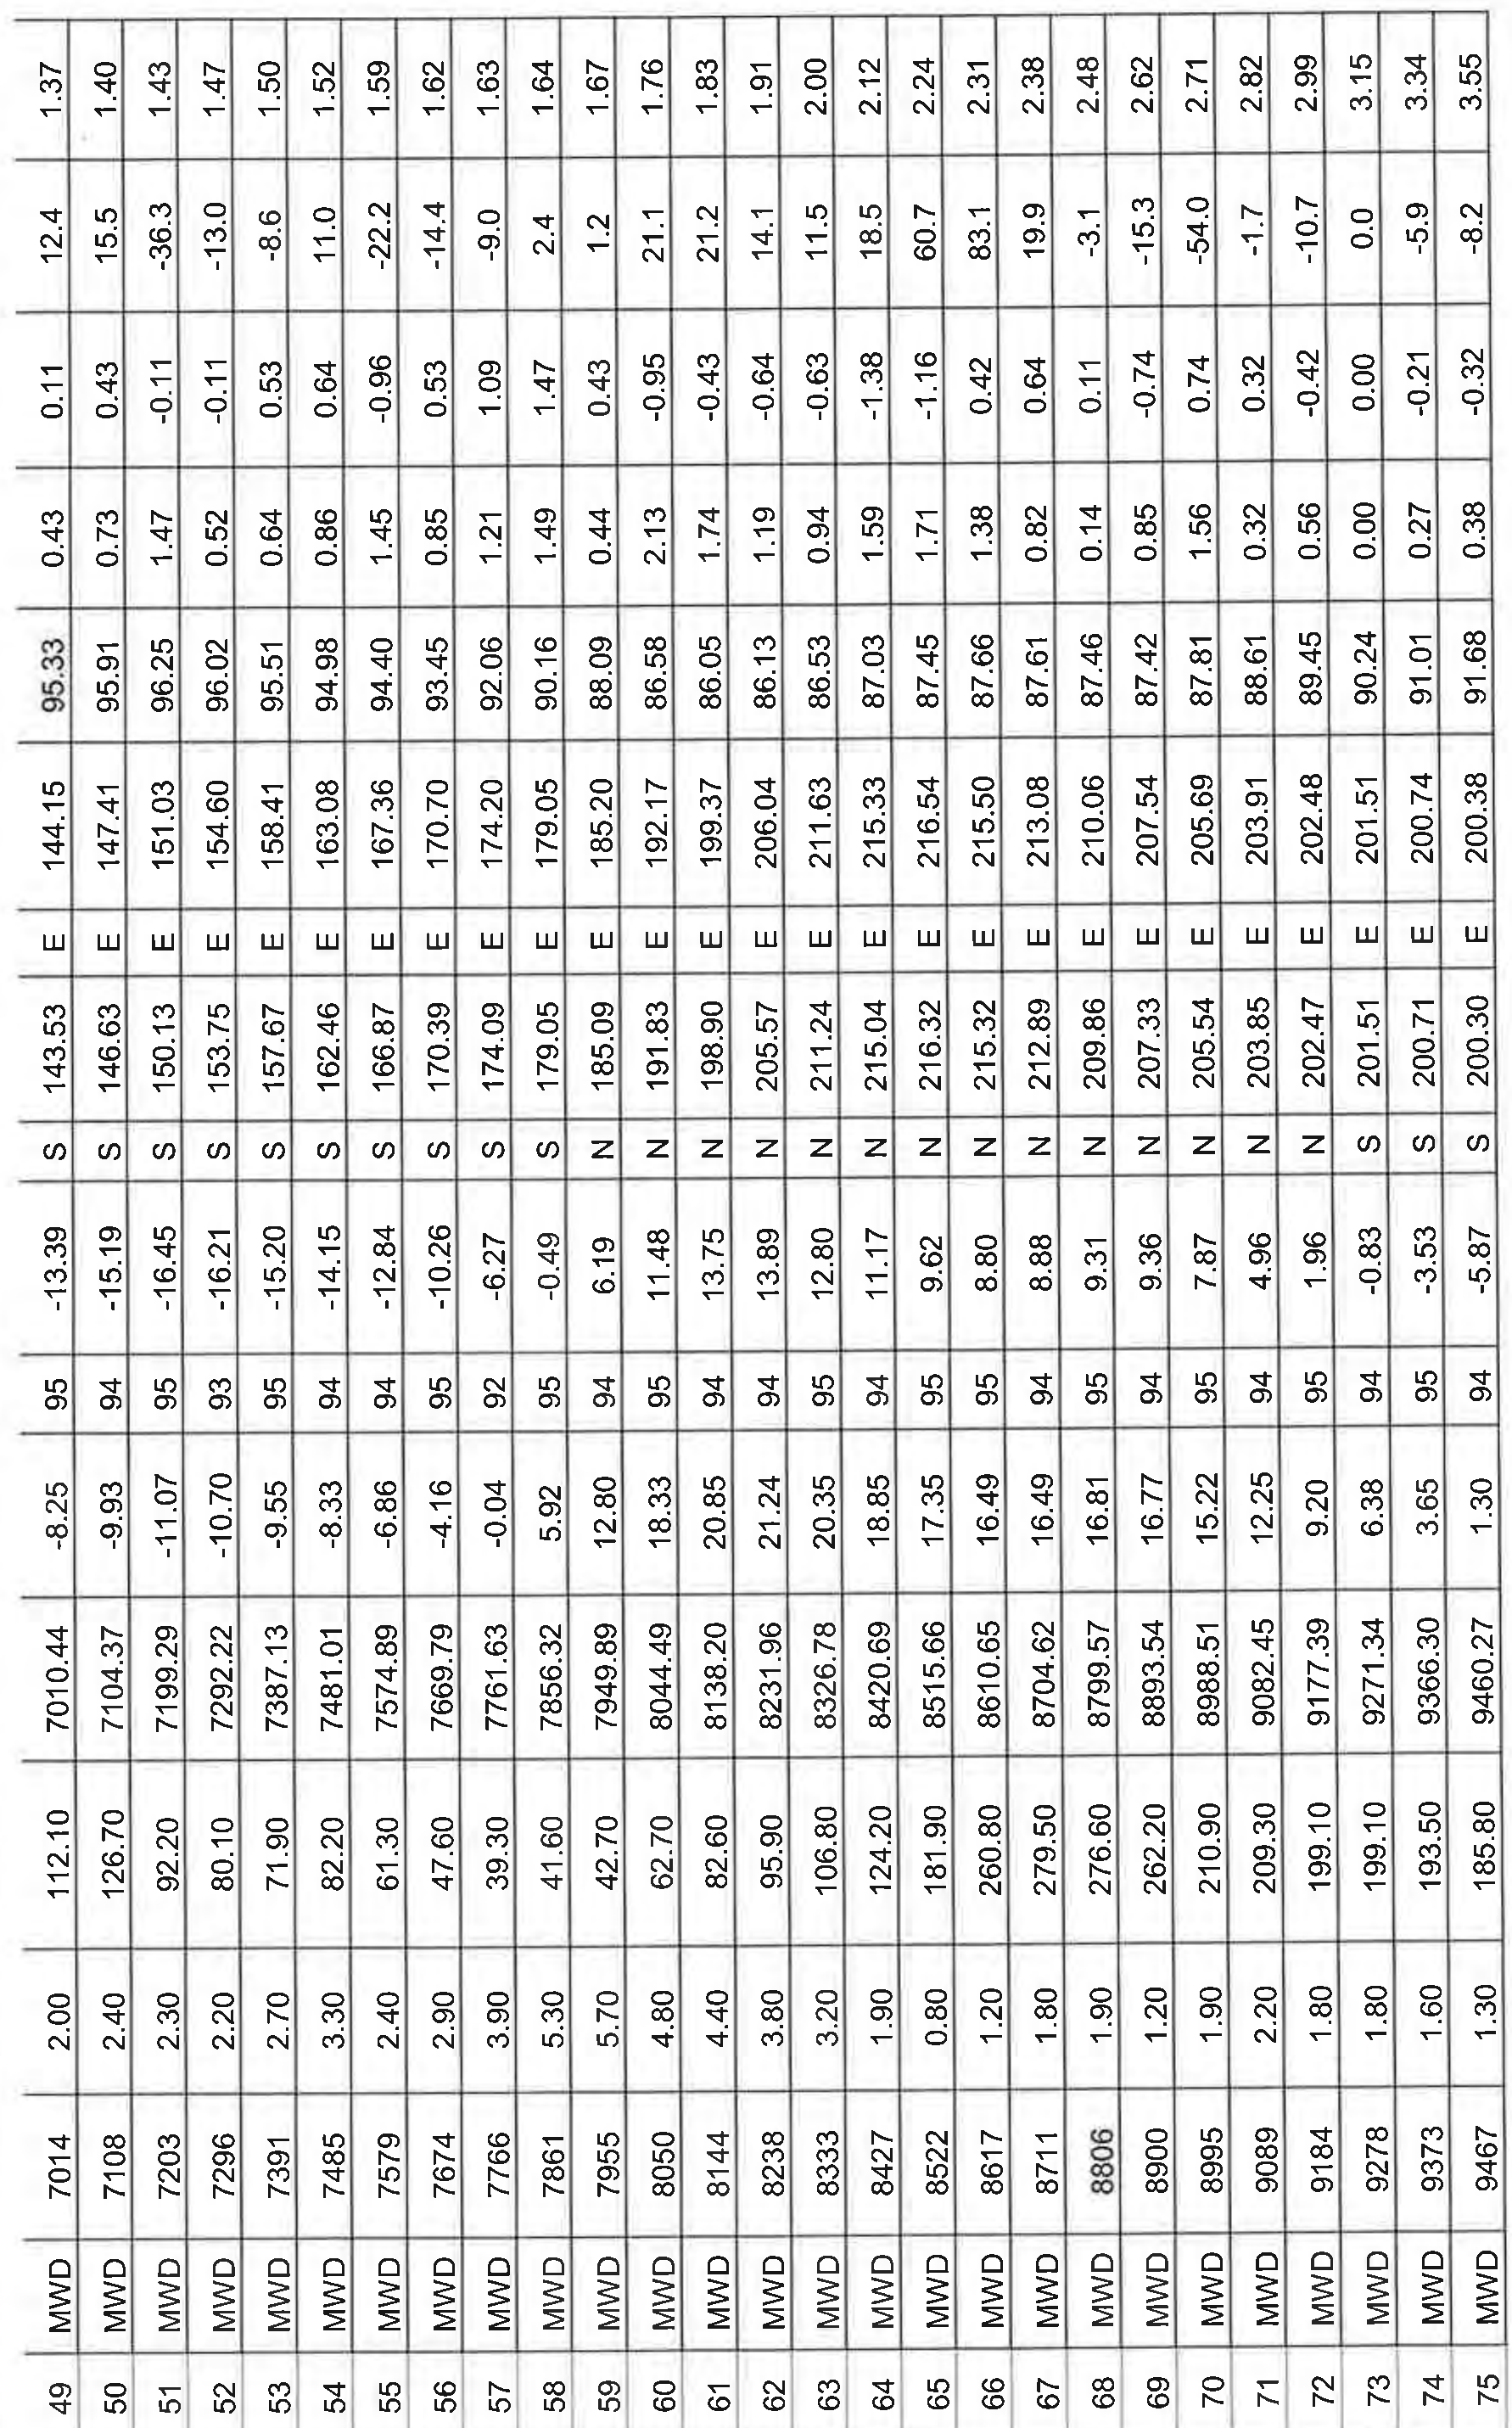 49 MWD 7014 2.00 112.10 7010.44 -8.25 95 -13.39 S 143.53 E 144.15 95.33 0.43 0.11 12.4 1.37
50 MWD 7108 2.40 126.70 7104.37 -9.93 94 -15.19 S 146.63 E 147.41 95.91 0.73 0.43 15.5 1.40
51 MWD 7203 2.30 92.20 7199.29 -11.07 95 -16.45 S 150.13 E 151.03 96.25 1.47 -0.11 -36.3 1.43
52 MWD 7296 2.20 80.10 7292.22 -10.70 93 -16.21 S 153.75 E 154.60 96.02 0.52 -0.11 -13.0 1.47
53 MWD 7391 2.70 71.90 7387.13 -9.55 95 -15.20 S 157.67 E 158.41 95.51 0.64 0.53 -8.6 1.50
54 MWD 7485 3.30 82.20 7481.01 -8.33 94 -14.15 S 162.46 E 163.08 94.98 0.86 0.64 11.0 1.52
55 MWD 7579 2.40 61.30 7574.89 -6.86 94 -12.84 S 166.87 E 167.36 94.40 1.45 -0.96 -22.2 1.59
56 MWD 7674 2.90 47.60 7669.79 -4.16 95 -10.26 S 170.39 E 170.70 93.45 0.85 0.53 -14.4 1.62
57 MWD 7766 3.90 39.30 7761.63 -0.04 92 -6.27 S 174.09 E 174.20 92.06 1.21 1.09 -9.0 1.63
58 MWD 7861 5.30 41.60 7856.32 5.92 95 -0.49 S 179.05 E 179.05 90.16 1.49 1.47 2.4 1.64
59 MWD 7955 5.70 42.70 7949.89 12.80 94 6.19 N 185.09 E 185.20 88.09 0.44 0.43 1.2 1.67
60 MWD 8050 4.80 62.70 8044.49 18.33 95 11.48 N 191.83 E 192.17 86.58 2.13 -0.95 21.1 1.76
61 MWD 8144 4.40 82.60 8138.20 20.85 94 13.75 N 198.90 E 199.37 86.05 1.74 -0.43 21.2 1.83
62 MWD 8238 3.80 95.90 8231.96 21.24 94 13.89 N 205.57 E 206.04 86.13 1.19 -0.64 14.1 1.91
63 MWD 8333 3.20 106.80 8326.78 20.35 95 12.80 N 211.24 E 211.63 86.53 0.94 -0.63 11.5 2.00
64 MWD 8427 1.90 124.20 8420.69 18.85 94 11.17 N 215.04 E 215.33 87.03 1.59 -1.38 18.5 2.12
65 MWD 8522 0.80 181.90 8515.66 17.35 95 9.62 N 216.32 E 216.54 87.45 1.71 -1.16 60.7 2.24
66 MWD 8617 1.20 260.80 8610.65 16.49 95 8.80 N 215.32 E 215.50 87.66 1.38 0.42 83.1 2.31
67 MWD 8711 1.80 279.50 8704.62 16.49 94 8.88 N 212.89 E 213.08 87.61 0.82 0.64 19.9 2.38
68 MWD 8806 1.90 276.60 8799.57 16.81 95 9.31 N 209.86 E 210.06 87.46 0.14 0.11 -3.1 2.48
69 MWD 8900 1.20 262.20 8893.54 16.77 94 9.36 N 207.33 E 207.54 87.42 0.85 -0.74 -15.3 2.62
70 MWD 8995 1.90 210.90 8988.51 15.22 95 7.87 N 205.54 E 205.69 87.81 1.56 0.74 -54.0 2.71
71 MWD 9089 2.20 209.30 9082.45 12.25 94 4.96 N 203.85 E 203.91 88.61 0.32 0.32 -1.7 2.82
72 MWD 9184 1.80 199.10 9177.39 9.20 95 1.96 N 202.47 E 202.48 89.45 0.56 -0.42 -10.7 2.99
73 MWD 9278 1.80 199.10 9271.34 6.38 94 -0.83 S 201.51 E 201.51 90.24 0.00 0.00 0.0 3.15
74 MWD 9373 1.60 193.50 9366.30 3.65 95 -3.53 S 200.71 E 200.74 91.01 0.27 -0.21 -5.9 3.34
75 MWD 9467 1.30 185.80 9460.27 1.30 94 -5.87 S 200.30 E 200.38 91.68 0.38 -0.32 -8.2 3.55